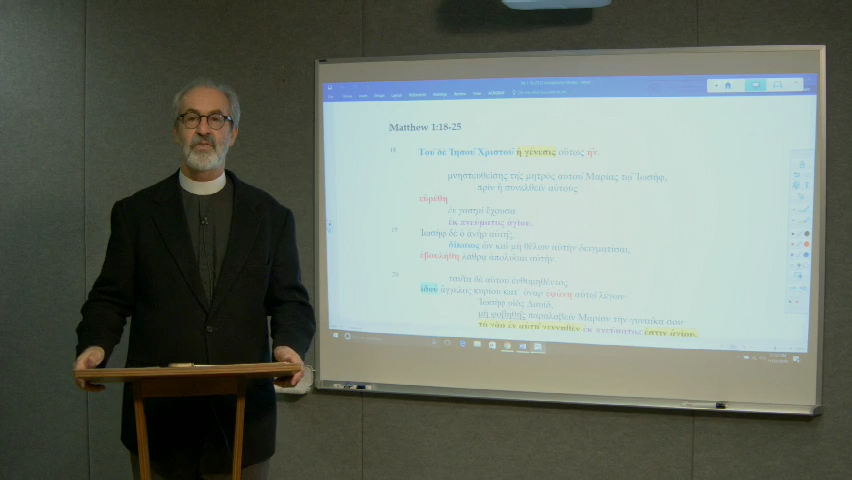 Matthew 1:18-25
18 Τοῦ δὲ Ἰησοῦ Χριστοῦ ἡ γένεσις οὕτως ἦν.
μνηστευθείσης τῆς μητρὸς αὐτοῦ Μαρίας τῷ Ἰωσήφ,
πρὶν ἢ συνελθεῖν αὐτοὺς
εὑρέθη
ἐν γαστρὶ ἔχουσα
ἐκ πνεύματος ἁγίου.
19 Ἰωσὴφ δὲ ὁ ἀνὴρ αὐτῆς,
δίκαιος ὢν καὶ μὴ θέλων αὐτὴν δειγματίσαι,
ἐβουλήθη λάθρᾳ ἀπολῦσαι αὐτήν.
20 ταῦτα δὲ αὐτοῦ ἐνθυμηθέντος
ἰδοὺ ἄγγελος κυρίου κατ᾽ ὄναρ ἐφάνη αὐτῷ λέγων·
Ἰωσὴφ υἱὸς Δαυίδ,
μὴ φοβηθῇς παραλαβεῖν Μαρίαν τὴν γυναῖκα σου·
τὸ γὰρ ἐν αὐτῇ γεννηθὲν ἐκ πνεύματός ἐστιν ἁγίου.